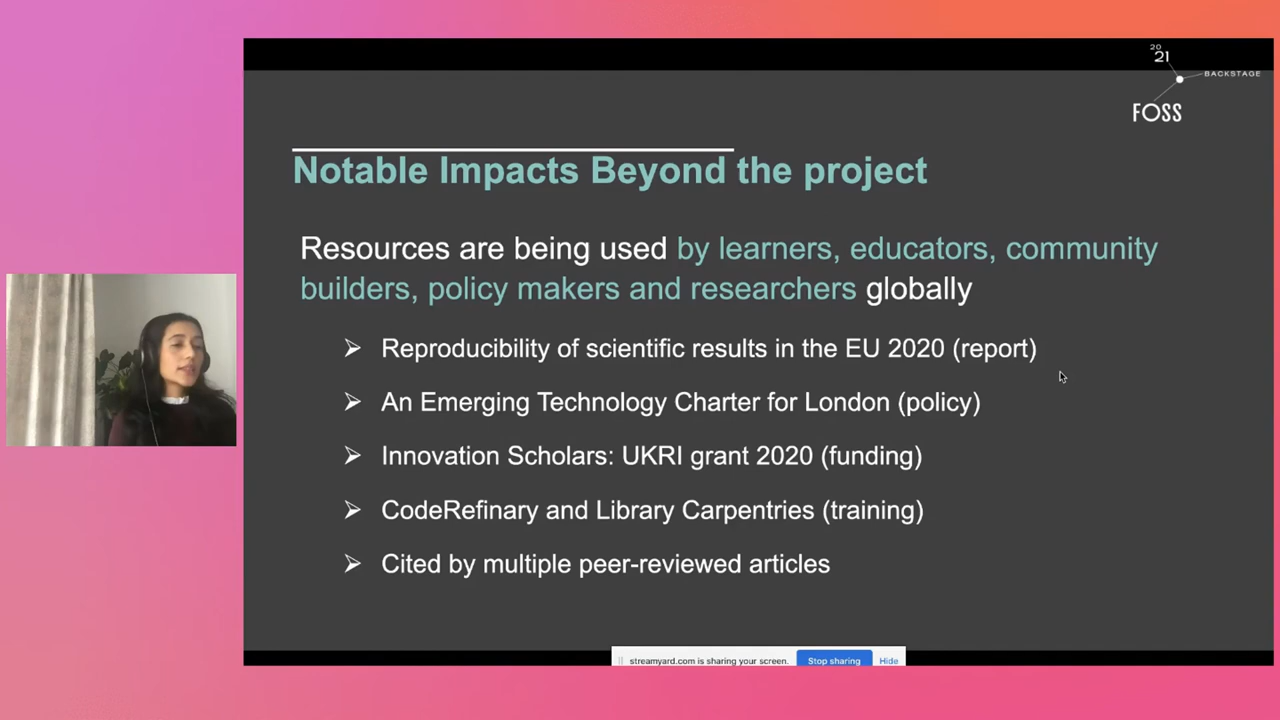 20
21
BACKSTAGE
FOSS
Notable Impacts Beyond the project
Resources are being used by learners, educators, community
builders, policy makers and researchers globally
➢ Reproducibility of scientific results in the EU 2020 (report)
➢ An Emerging Technology Charter for London (policy)
➢ Innovation Scholars: UKRI grant 2020 (funding)
➢ CodeRefinary and Library Carpentries (training)
➢ Cited by multiple peer-reviewed articles
streamyard.com is sharing your screen. Stop sharing Hide